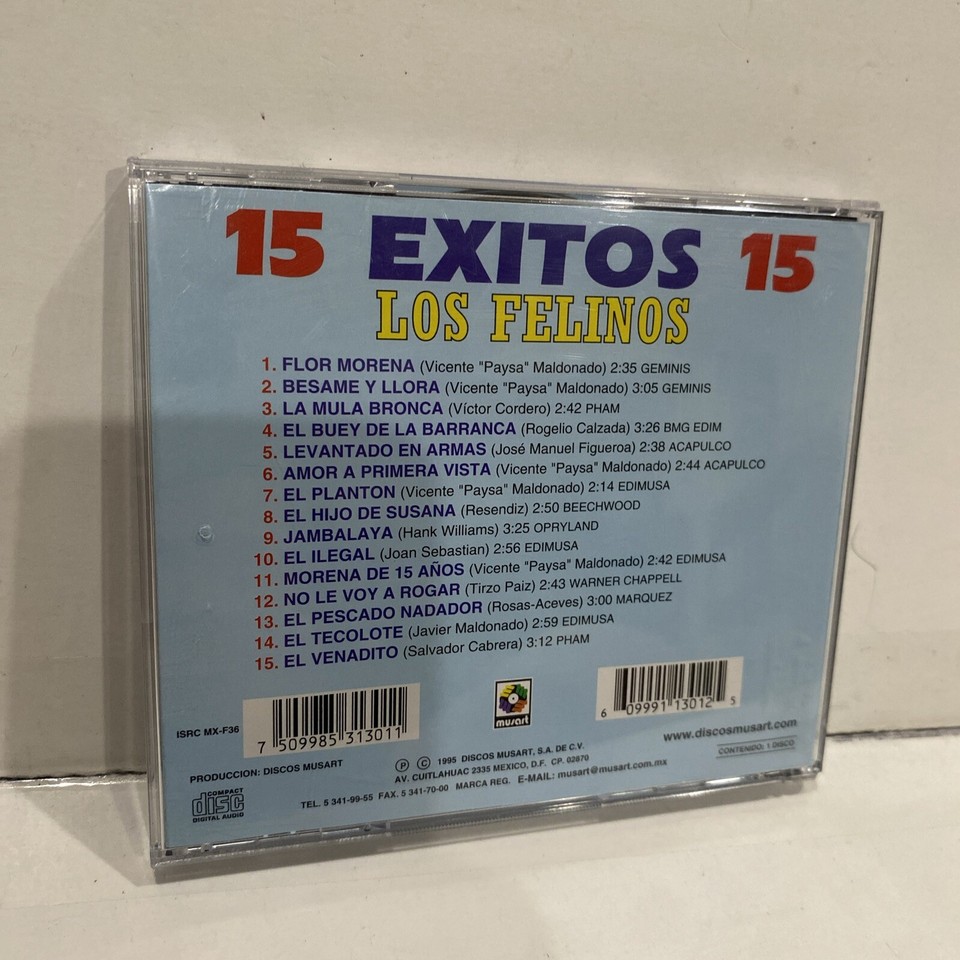 15 EXITOS 15
LOS FELINOS
1. FLOR MORENA (Vicente "Paysa" Maldonado) 2:35 GEMINIS
2. BESAME Y LLORA (Vicente "Paysa" Maldonado) 3:05 GEMINIS
3. LA MULA BRONCA (Víctor Cordero) 2:42 PHAM
4. EL BUEY DE LA BARRANCA (Rogelio Calzada) 3:26 BMG EDIM
5. LEVANTADO EN ARMAS (José Manuel Figueroa) 2:38 ACAPULCO
6. AMOR A PRIMERA VISTA (Vicente "Paysa" Maldonado) 2:44 ACAPULCO
7. EL PLANTON (Vicente "Paysa" Maldonado) 2:14 EDIMUSA
8. EL HIJO DE SUSANA (Resendiz) 2:50 BEECHWOOD
9. JAMBALAYA (Hank Williams) 3:25 OPRYLAND
10. EL ILEGAL (Joan Sebastian) 2:56 EDIMUSA
11. MORENA DE 15 AÑOS (Vicente "Paysa" Maldonado) 2:42 EDIMUSA
12. NO LE VOY A ROGAR (Tirzo Paiz) 2:43 WARNER CHAPPELL
13. EL PESCADO NADADOR (Rosas-Aceves) 3:00 MARQUEZ
14. EL TECOLOTE (Javier Maldonado) 2:59 EDIMUSA
15. EL VENADITO (Salvador Cabrera) 3:12 PHAM
ISRC MX-F36
7 509985 313011
musart
6 09991 13012 5
www.discosmusart.com
CONTENIDO: 1 DISCO
PRODUCCION: DISCOS MUSART
Ⓟ © 1995 DISCOS MUSART, S.A. DE C.V.
AV. CUITLAHUAC 2335 MEXICO, D.F. CP. 02870
TEL. 5 341-99-55 FAX. 5 341-70-00 MARCA REG. E-MAIL: musart@musart.com.mx
COMPACT
disc
DIGITAL AUDIO